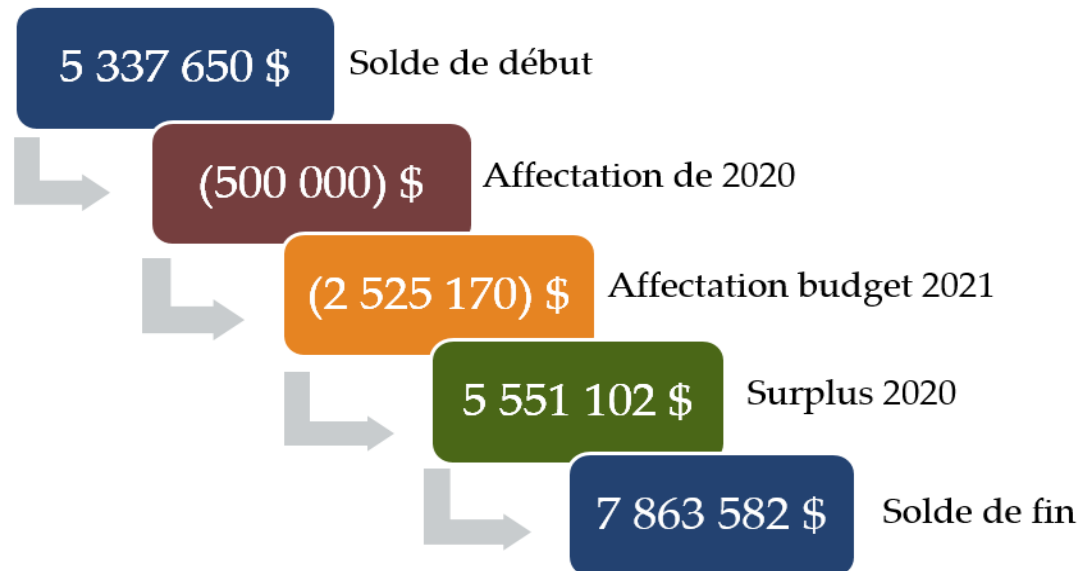 5 337 650 $ Solde de début
(500 000) $ Affectation de 2020
(2 525 170) $ Affectation budget 2021
5 551 102 $ Surplus 2020
7 863 582 $ Solde de fin